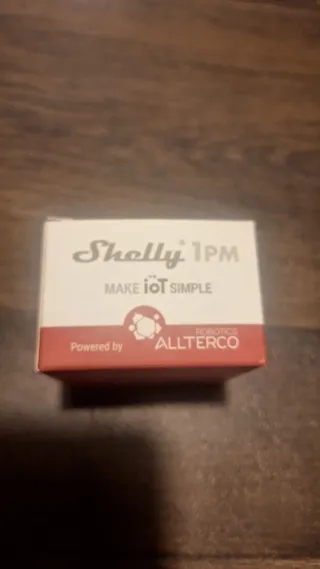 Shelly® 1PM
MAKE IoT SIMPLE
Powered by
ROBOTICS
ALLTERCO